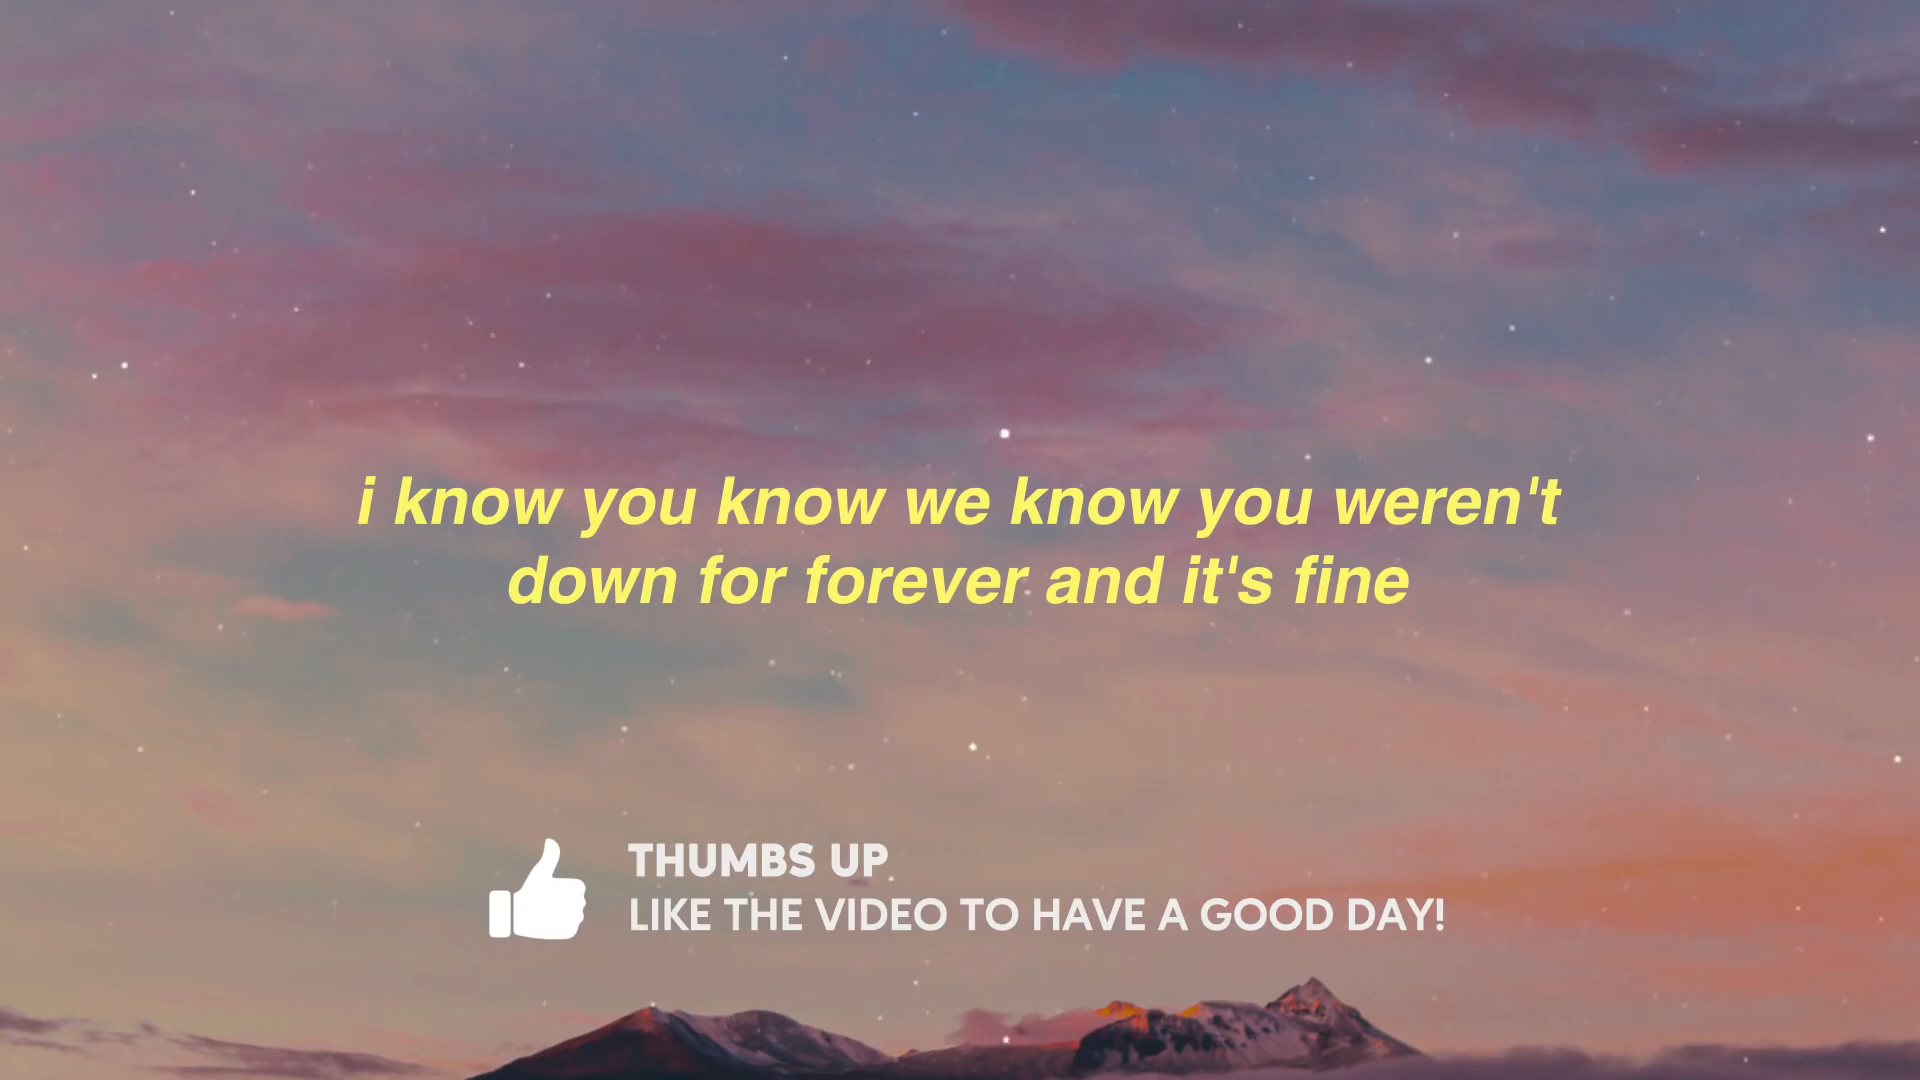 i know you know we know you weren't
down for forever and it's fine
THUMBS UP
LIKE THE VIDEO TO HAVE A GOOD DAY!